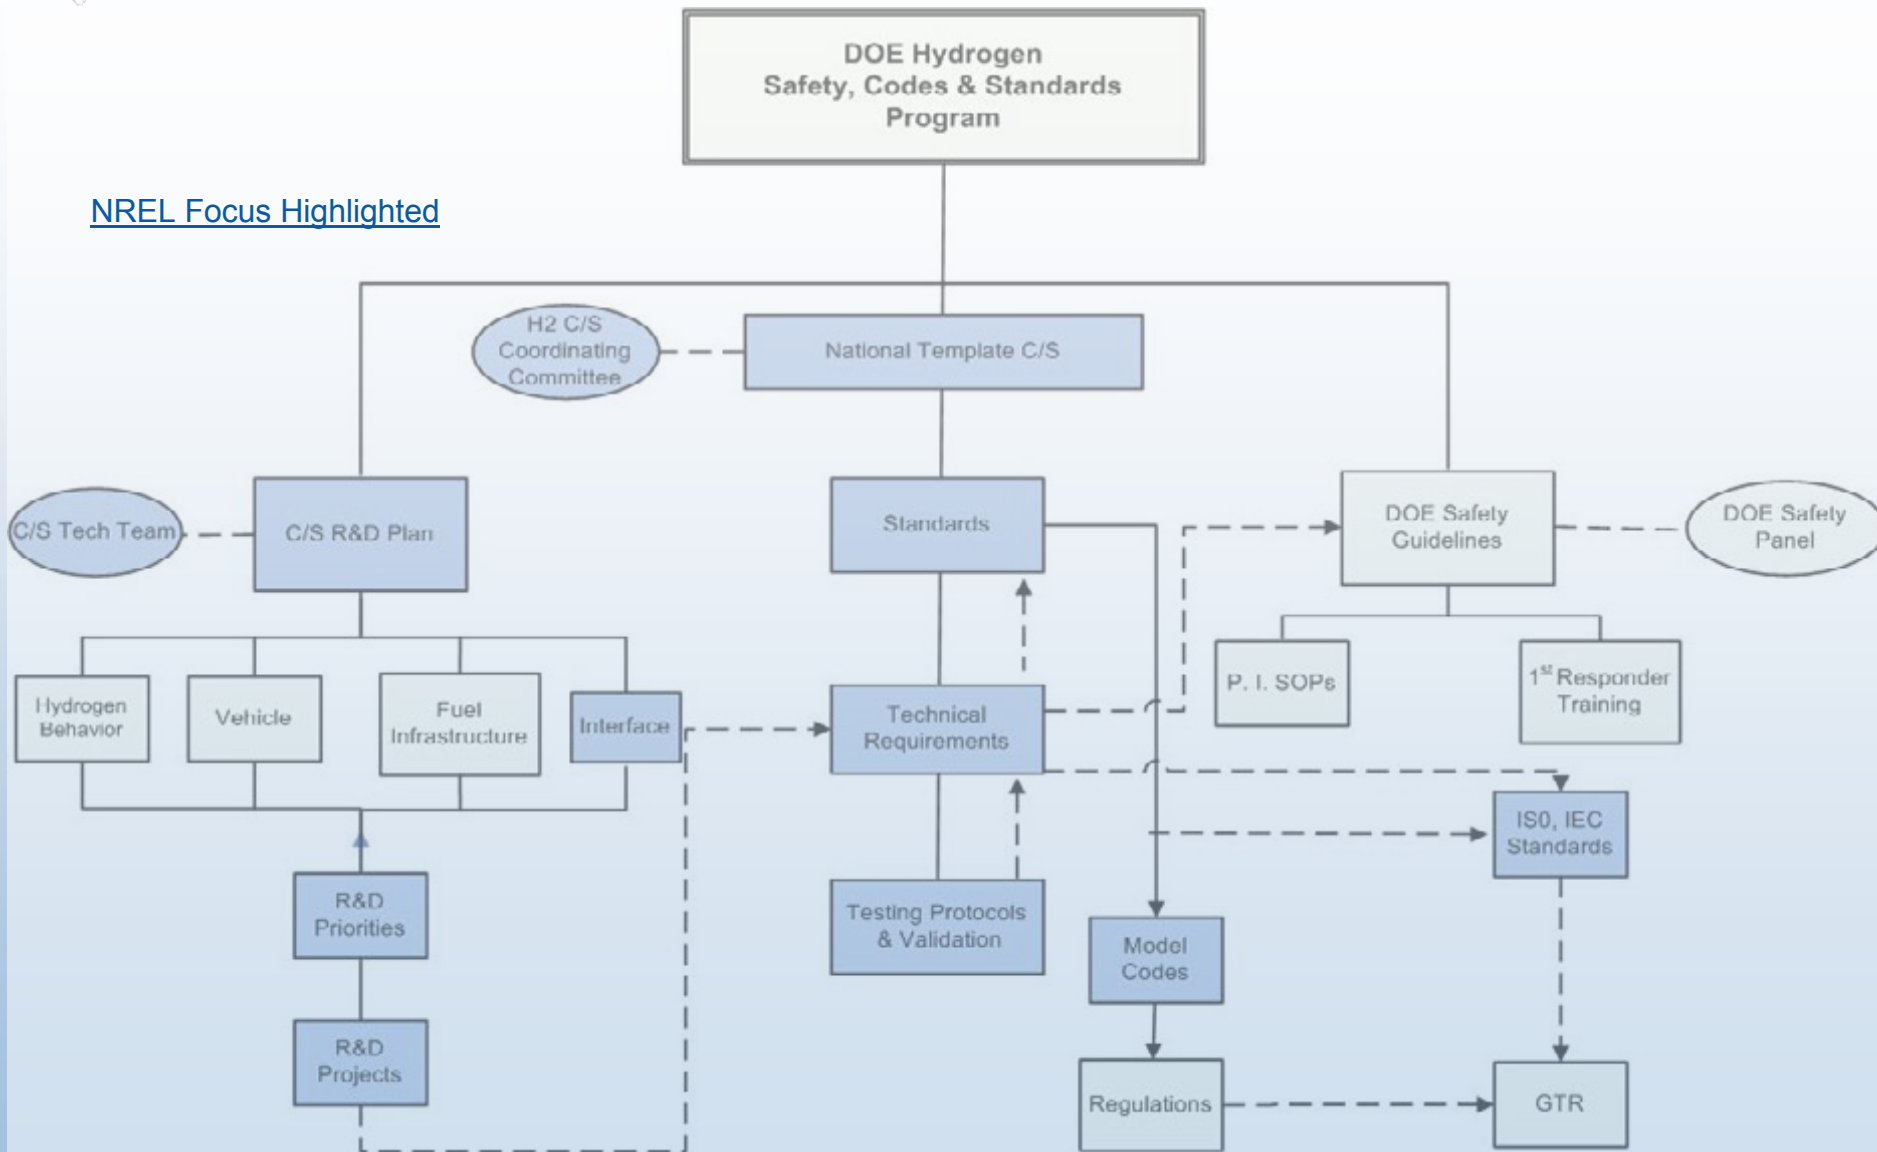 DOE Hydrogen
Safety, Codes & Standards
Program
NREL Focus Highlighted
H2 C/S
Coordinating
Committee
National Template C/S
C/S Tech Team
C/S R&D Plan
Standards
DOE Safety
Guidelines
DOE Safety
Panel
Hydrogen
Behavior
Vehicle
Fuel
Infrastructure
Interface
Technical
Requirements
P. I. SOPs
1st Responder
Training
IS0, IEC
Standards
R&D
Priorities
Testing Protocols
& Validation
Model
Codes
R&D
Projects
Regulations
GTR